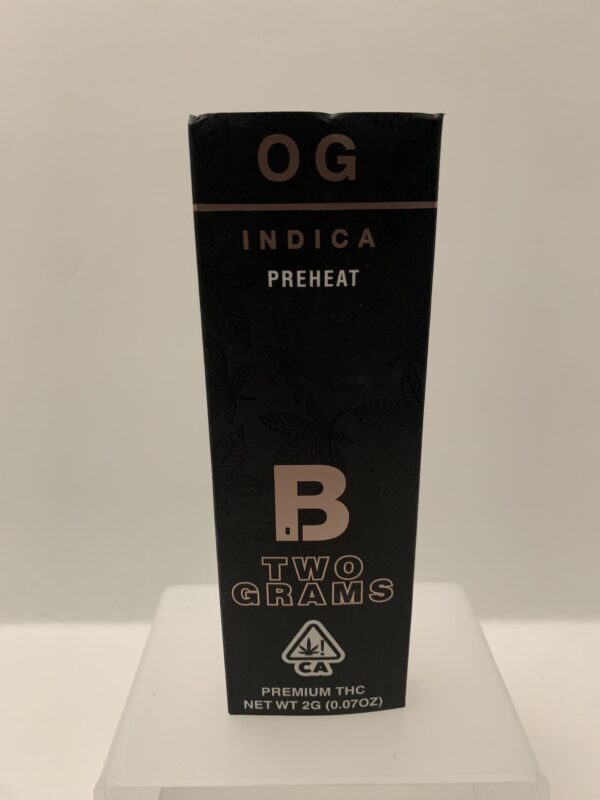 OG
INDICA
PREHEAT
B
TWO
GRAMS
CA
PREMIUM THC
NET WT 2G (0.07OZ)